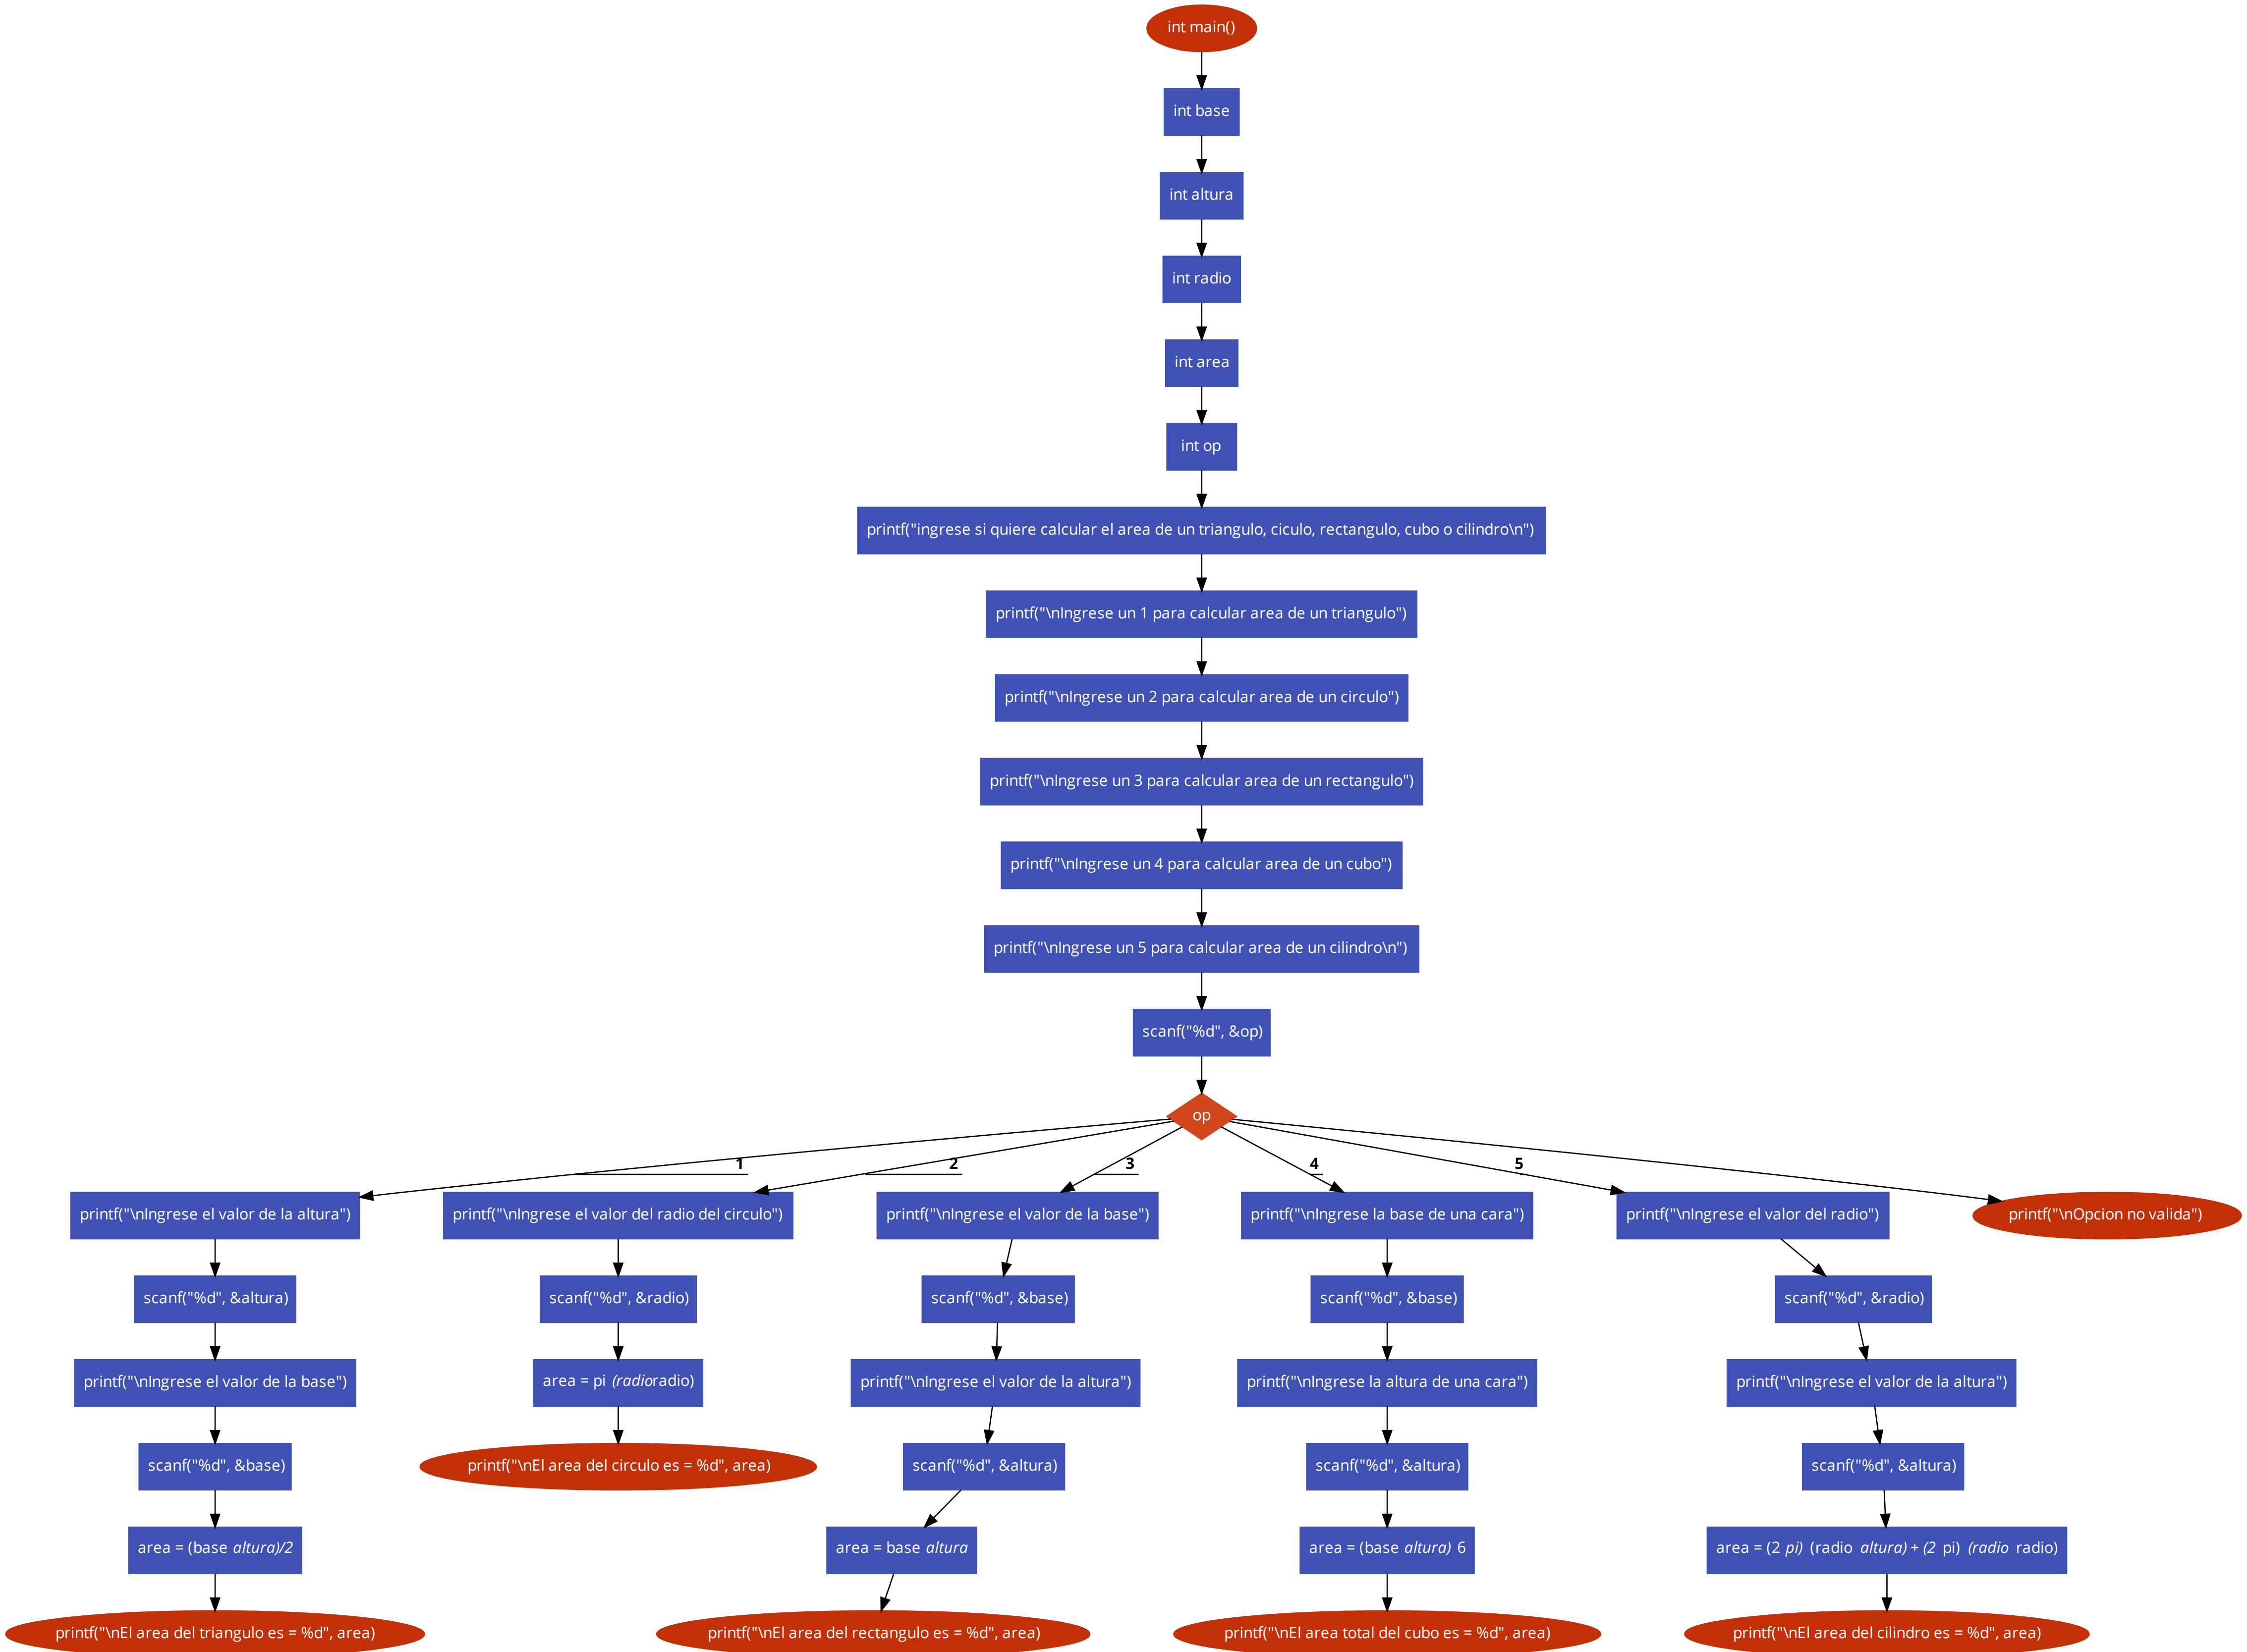 int main()
int base
int altura
int radio
int area
int op
printf("ingrese si quiere calcular el area de un triangulo, ciculo, rectangulo, cubo o cilindro\n")
printf("\nIngrese un 1 para calcular area de un triangulo")
printf("\nIngrese un 2 para calcular area de un circulo")
printf("\nIngrese un 3 para calcular area de un rectangulo")
printf("\nIngrese un 4 para calcular area de un cubo")
printf("\nIngrese un 5 para calcular area de un cilindro\n")
scanf("%d", &op)
op
1
printf("\nIngrese el valor de la altura")
scanf("%d", &altura)
printf("\nIngrese el valor de la base")
scanf("%d", &base)
area = (base altura)/2
printf("\nEl area del triangulo es = %d", area)
2
printf("\nIngrese el valor del radio del circulo")
scanf("%d", &radio)
area = pi (radioradio)
printf("\nEl area del circulo es = %d", area)
3
printf("\nIngrese el valor de la base")
scanf("%d", &base)
printf("\nIngrese el valor de la altura")
scanf("%d", &altura)
area = base altura
printf("\nEl area del rectangulo es = %d", area)
4
printf("\nIngrese la base de una cara")
scanf("%d", &base)
printf("\nIngrese la altura de una cara")
scanf("%d", &altura)
area = (base altura) 6
printf("\nEl area total del cubo es = %d", area)
5
printf("\nIngrese el valor del radio")
scanf("%d", &radio)
printf("\nIngrese el valor de la altura")
scanf("%d", &altura)
area = (2 pi) (radio altura) + (2 pi) (radio radio)
printf("\nEl area del cilindro es = %d", area)
printf("\nOpcion no valida")